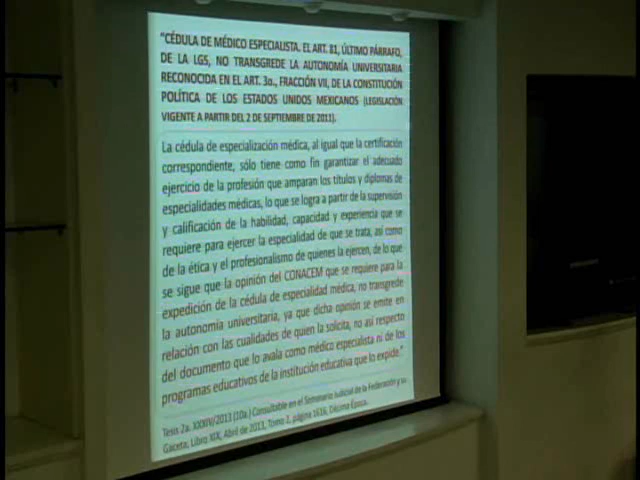 "CÉDULA DE MÉDICO ESPECIALISTA. EL ART. 81, ÚLTIMO PÁRRAFO,
DE LA LGS, NO TRANSGREDE LA AUTONOMÍA UNIVERSITARIA
RECONOCIDA EN EL ART. 3o., FRACCIÓN VII, DE LA CONSTITUCIÓN
POLÍTICA DE LOS ESTADOS UNIDOS MEXICANOS (LEGISLACIÓN
VIGENTE A PARTIR DEL 2 DE SEPTIEMBRE DE 2011).
La cédula de especialización médica, al igual que la certificación
correspondiente, sólo tiene como fin garantizar el adecuado
ejercicio de la profesión que amparan los títulos y diplomas de
especialidades médicas, lo que se logra a partir de la supervisión
y calificación de la habilidad, capacidad y experiencia que se
requiere para ejercer la especialidad de que se trata, así como
de la ética y el profesionalismo de quienes la ejercen, de lo que
se sigue que la opinión del CONACEM que se requiere para la
expedición de la cédula de especialidad médica, no transgrede
la autonomía universitaria, ya que dicha opinión se emite en
relación con las cualidades de quien la solicita, no así respecto
del documento que lo avala como médico especialista ni de los
programas educativos de la institución educativa que lo expide."
Tesis 2a. XXXIV/2013 (10a.) Consultable en el Seminario Judicial de la Federación y su
Gaceta, Libro XIX, Abril de 2013, Tomo 2, página 1616, Décima Época.